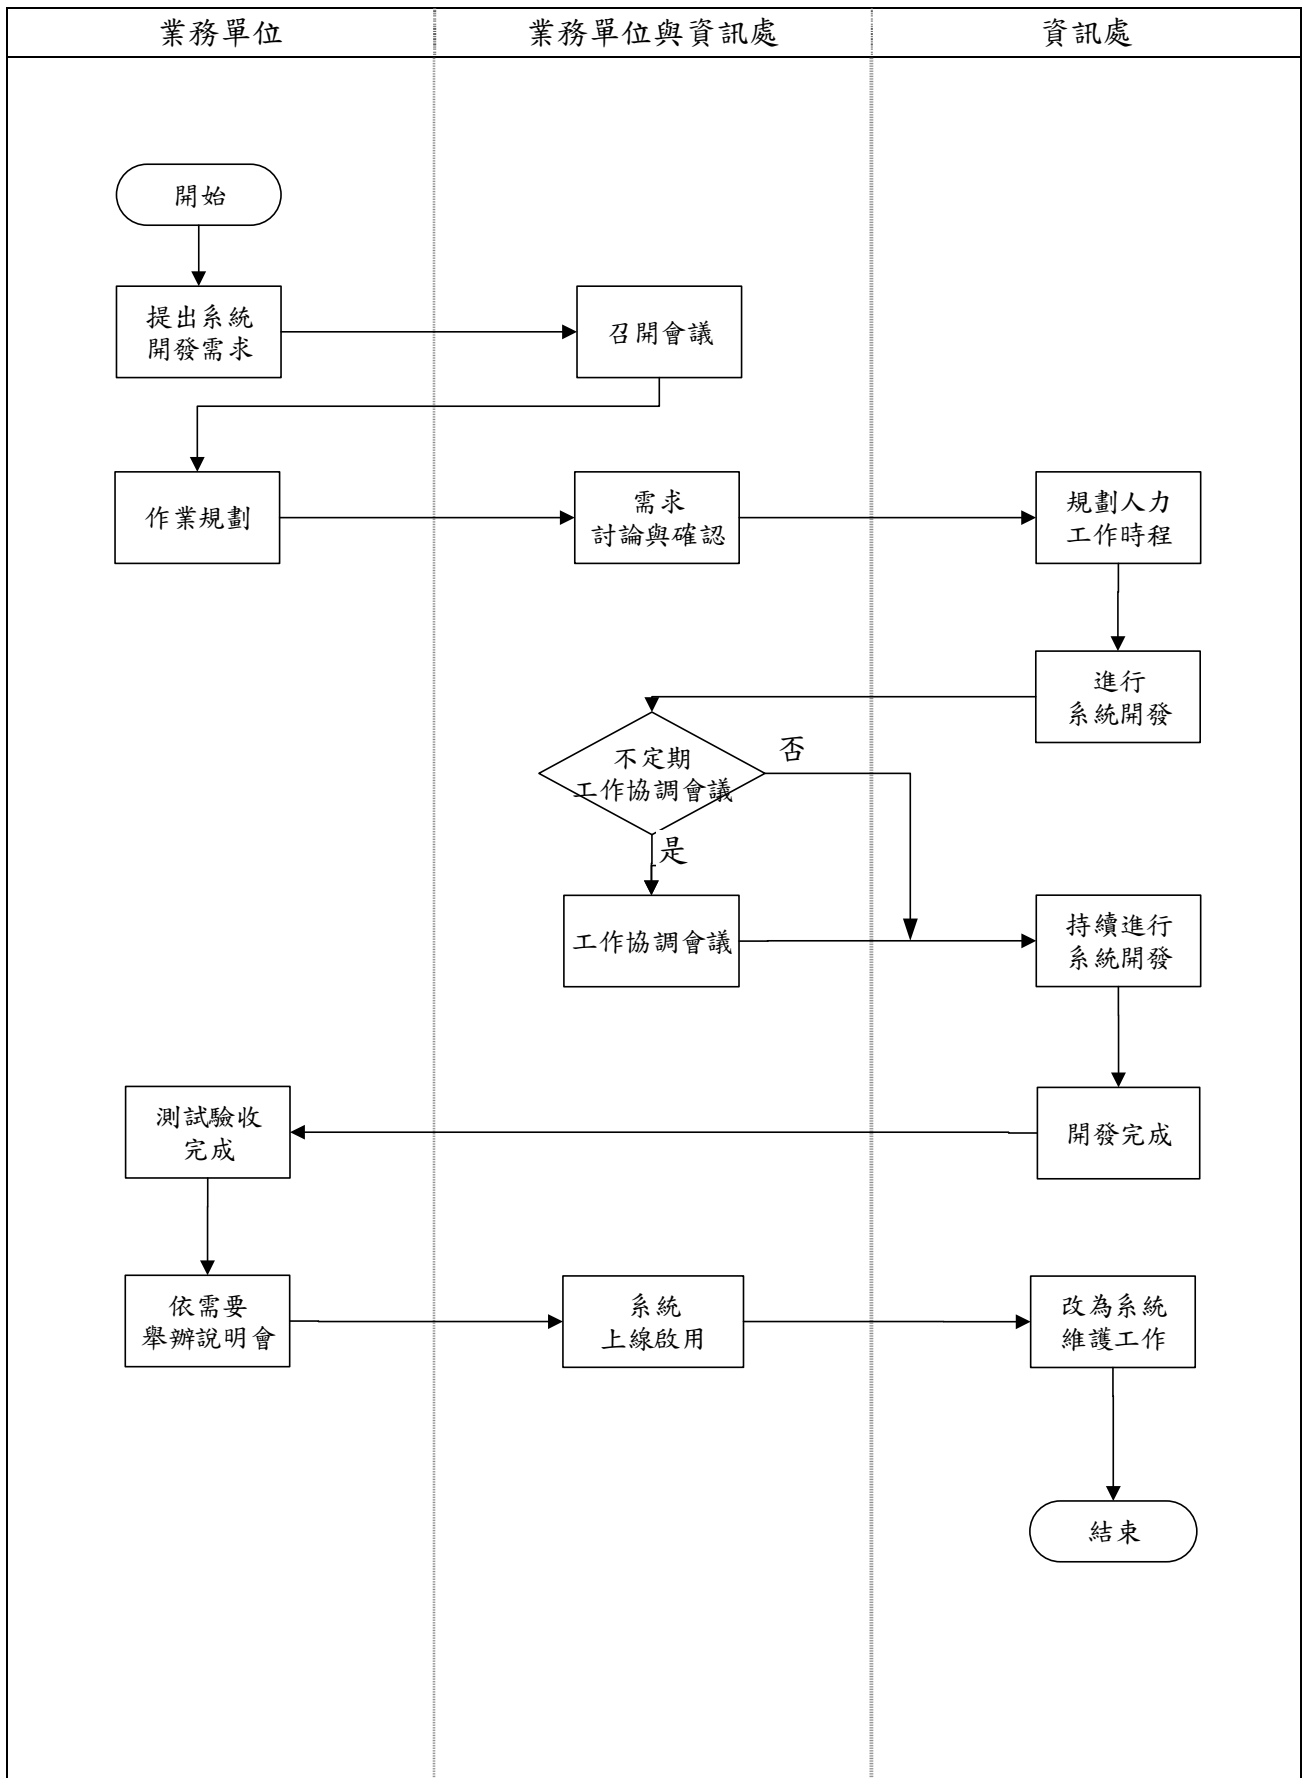 業務單位
業務單位與資訊處
資訊處
開始
提出系統
開發需求
召開會議
作業規劃
需求
討論與確認
規劃人力
工作時程
進行
系統開發
不定期
工作協調會議
否
是
工作協調會議
持續進行
系統開發
測試驗收
完成
開發完成
依需要
舉辦說明會
系統
上線啟用
改為系統
維護工作
結束